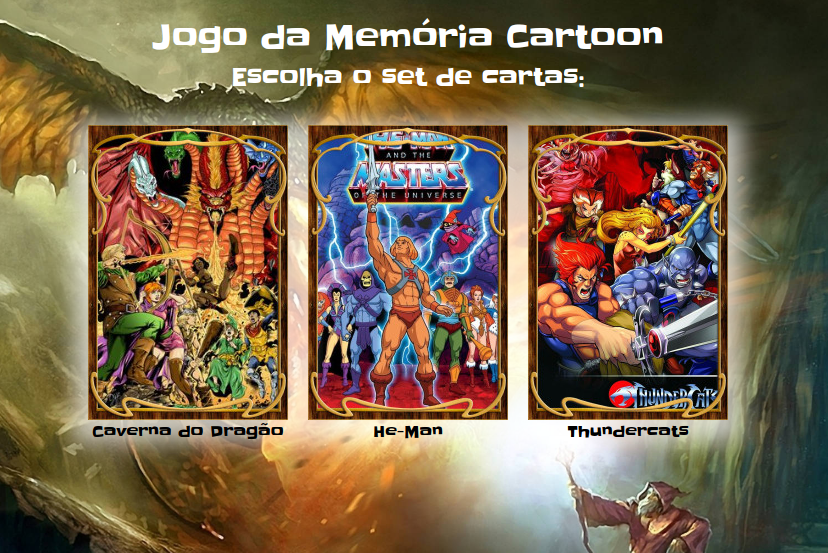 Jogo da Memória Cartoon
Escolha o set de cartas:
HE-MAN
AND THE
MASTERS
OF THE UNIVERSE
THUNDERCATS
Caverna do Dragão
He-Man
Thundercats